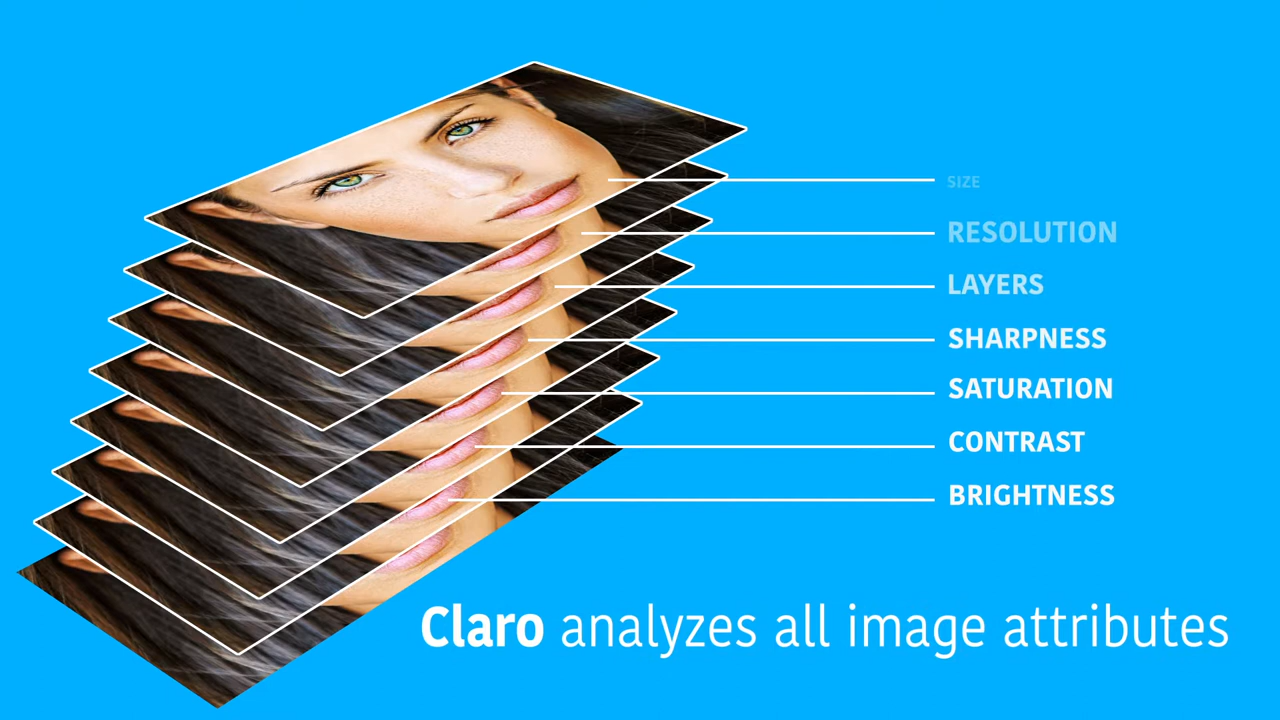 SIZE
RESOLUTION
LAYERS
SHARPNESS
SATURATION
CONTRAST
BRIGHTNESS
Claro analyzes all image attributes